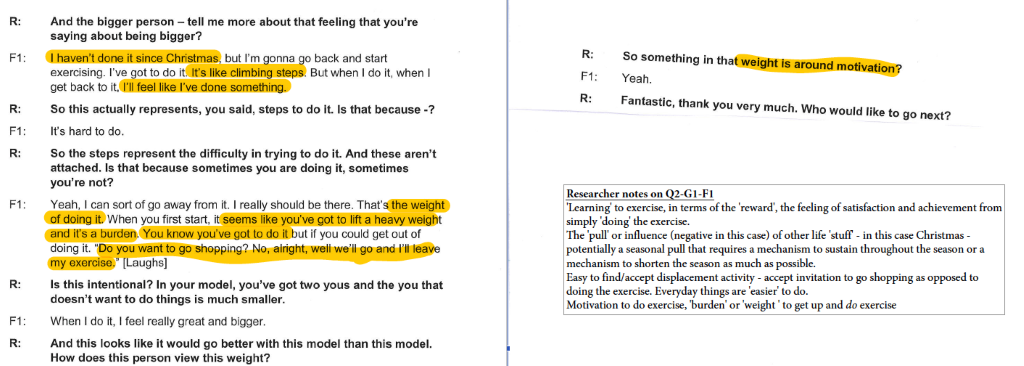 R: And the bigger person – tell me more about that feeling that you're
saying about being bigger?
F1: I haven't done it since Christmas, but I'm gonna go back and start
exercising. I've got to do it. It's like climbing steps. But when I do it, when I
get back to it, I'll feel like I've done something.
R: So this actually represents, you said, steps to do it. Is that because -?
F1: It's hard to do.
R: So the steps represent the difficulty in trying to do it. And these aren't
attached. Is that because sometimes you are doing it, sometimes
you're not?
F1: Yeah, I can sort of go away from it. I really should be there. That's the weight
of doing it. When you first start, it seems like you've got to lift a heavy weight
and it's a burden. You know you've got to do it but if you could get out of
doing it. "Do you want to go shopping? No, alright, well we'll go and I'll leave
my exercise." [Laughs]
R: Is this intentional? In your model, you've got two yous and the you that
doesn't want to do things is much smaller.
F1: When I do it, I feel really great and bigger.
R: And this looks like it would go better with this model than this model.
How does this person view this weight?
R: So something in that weight is around motivation?
F1: Yeah.
R: Fantastic, thank you very much. Who would like to go next?
Researcher notes on Q2-G1-F1
'Learning' to exercise, in terms of the 'reward', the feeling of satisfaction and achievement from
simply 'doing' the exercise.
The 'pull' or influence (negative in this case) of other life 'stuff' - in this case Christmas -
potentially a seasonal pull that requires a mechanism to sustain throughout the season or a
mechanism to shorten the season as much as possible.
Easy to find/accept displacement activity - accept invitation to go shopping as opposed to
doing the exercise. Everyday things are 'easier' to do.
Motivation to do exercise, 'burden' or 'weight ' to get up and do exercise